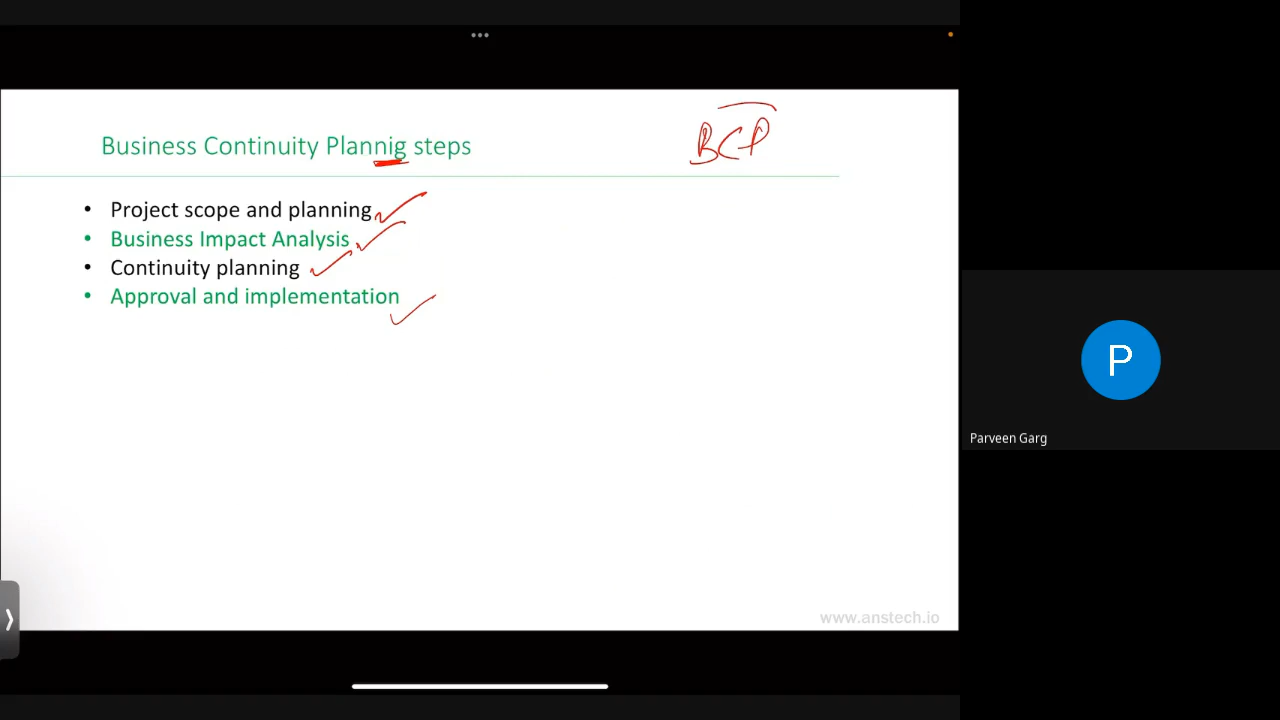 Business Continuity Plannig steps
BCP
• Project scope and planning
• Business Impact Analysis
• Continuity planning
• Approval and implementation
P
Parveen Garg
www.anstech.io